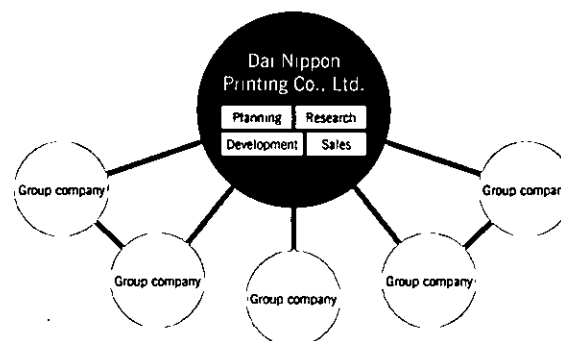 Dai Nippon
Printing Co., Ltd.
Planning Research
Development Sales
Group company
Group company
Group company
Group company
Group company